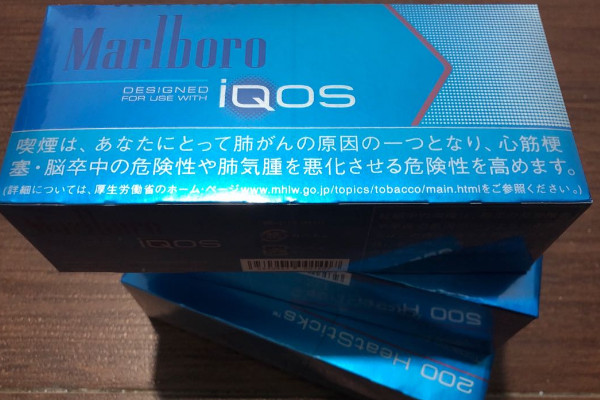 Marlboro
DESIGNED
FOR USE WITH
IQOS
喫煙は、あなたにとって肺がんの原因の一つとなり、心筋梗
塞・脳卒中の危険性や肺気腫を悪化させる危険性を高めます。
(詳細については、厚生労働省のホーム・ページwww.mhlw.go.jp/topics/tobacco/main.htmlをご参照ください。)
IQOS
200 HeatSticks™